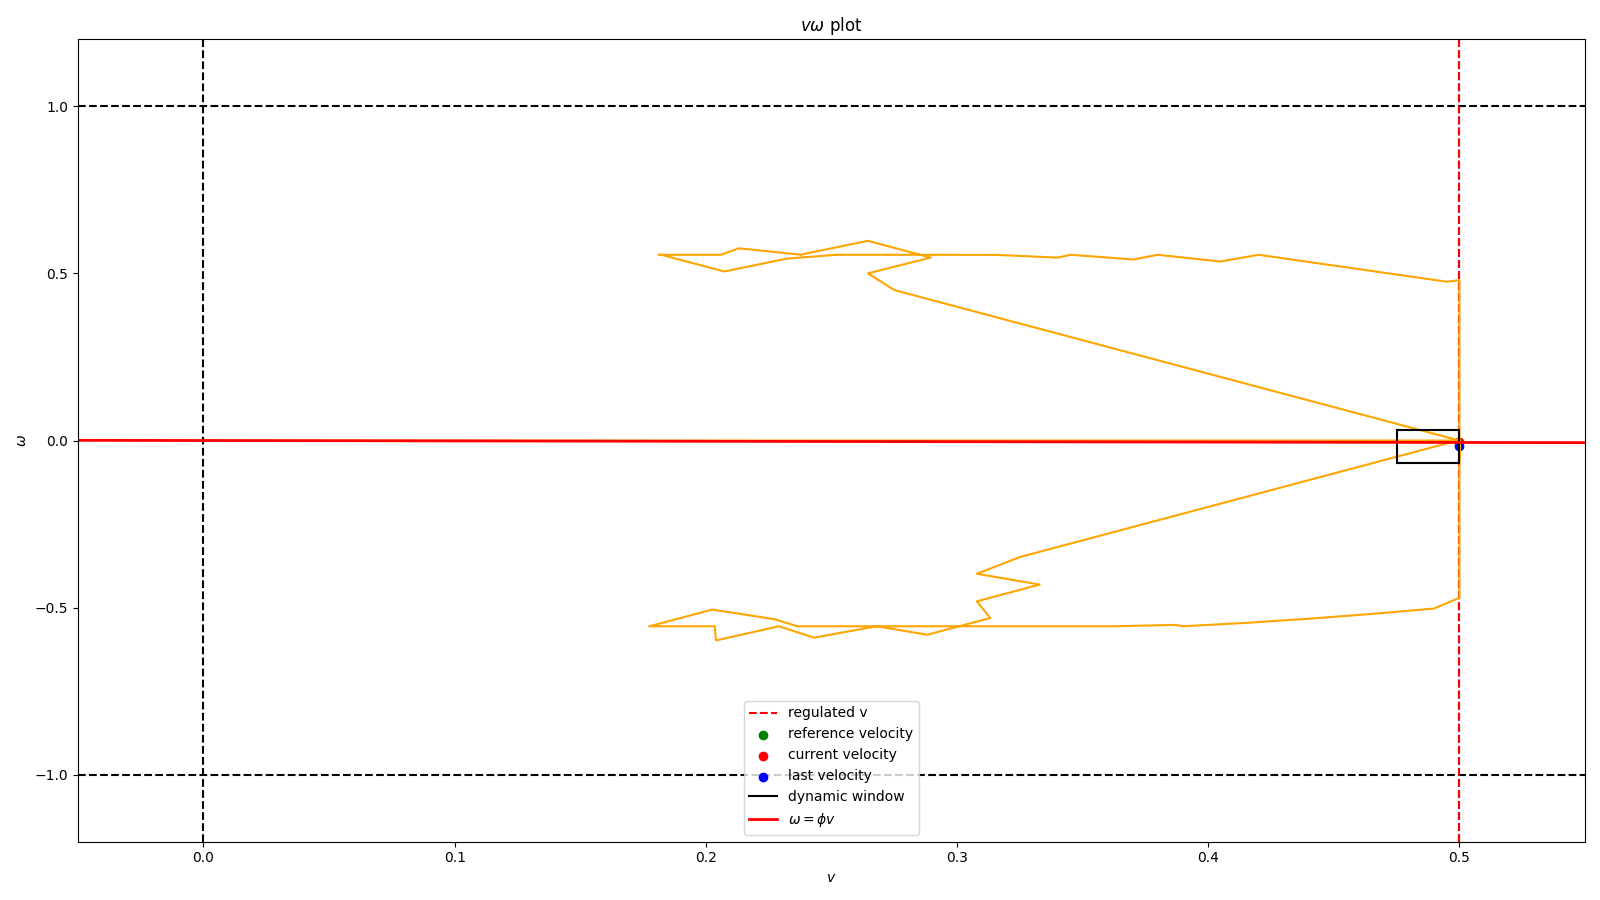 vω plot
1.0
0.5
0.0
−0.5
−1.0
ω
regulated v
reference velocity
current velocity
last velocity
dynamic window
ω = ϕv
0.0
0.1
0.2
0.3
0.4
0.5
v